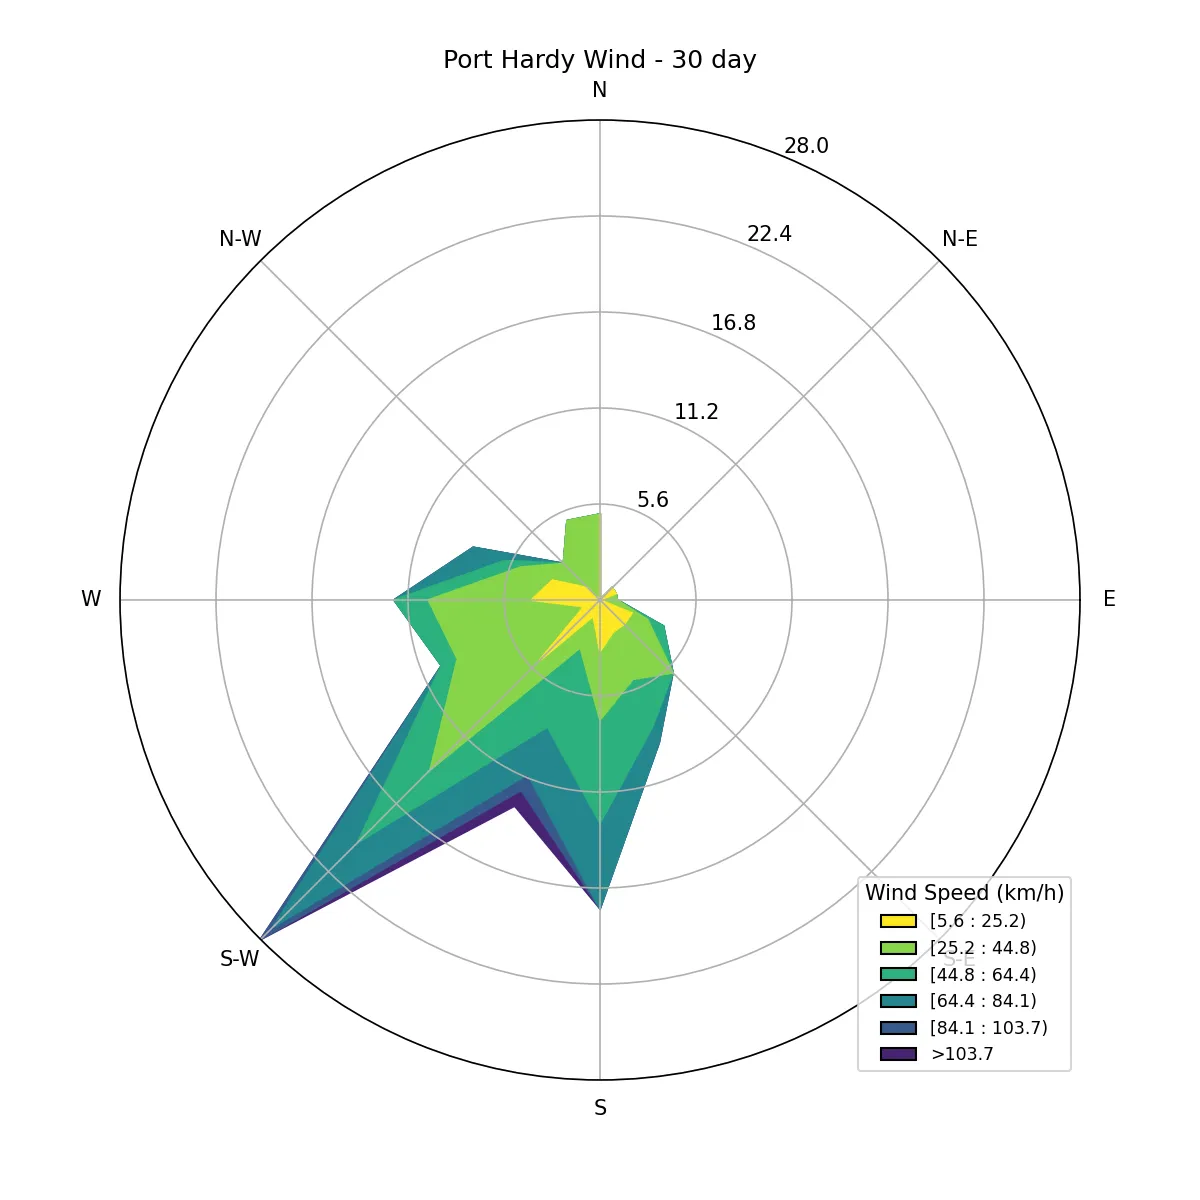 Port Hardy Wind - 30 day
N
28.0
N-W
22.4
N-E
16.8
11.2
5.6
W
E
Wind Speed (km/h)
[5.6 : 25.2)
[25.2 : 44.8)
S-W
S-E
[44.8 : 64.4)
[64.4 : 84.1)
[84.1 : 103.7)
>103.7
S